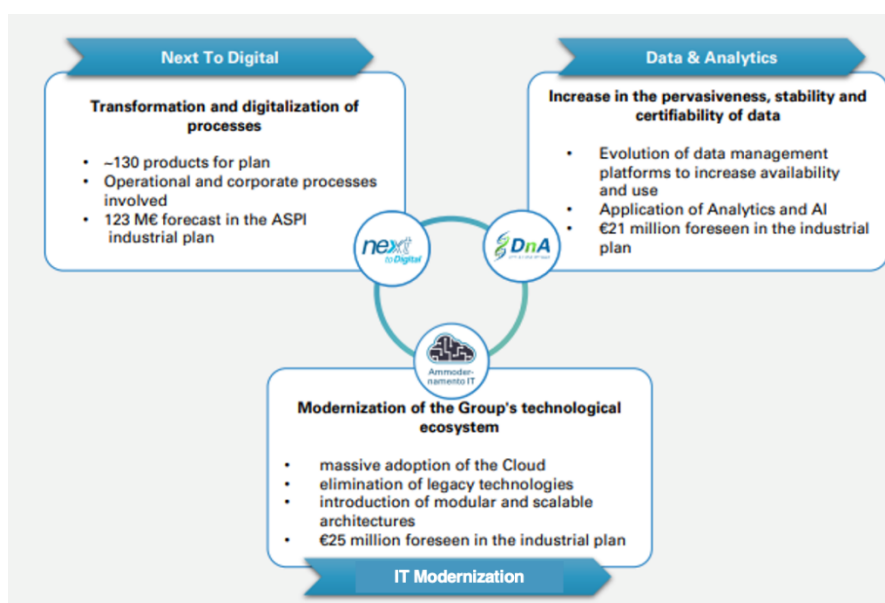 Next To Digital
Transformation and digitalization of
processes
• ~130 products for plan
• Operational and corporate processes
involved
• 123 M€ forecast in the ASPI
industrial plan
next
to Digital
Data & Analytics
Increase in the pervasiveness, stability and
certifiability of data
• Evolution of data management
platforms to increase availability
and use
• Application of Analytics and AI
• €21 million foreseen in the industrial
plan
DnA
Ammoder-
namento IT
Modernization of the Group's technological
ecosystem
• massive adoption of the Cloud
• elimination of legacy technologies
• introduction of modular and scalable
architectures
• €25 million foreseen in the industrial plan
IT Modernization